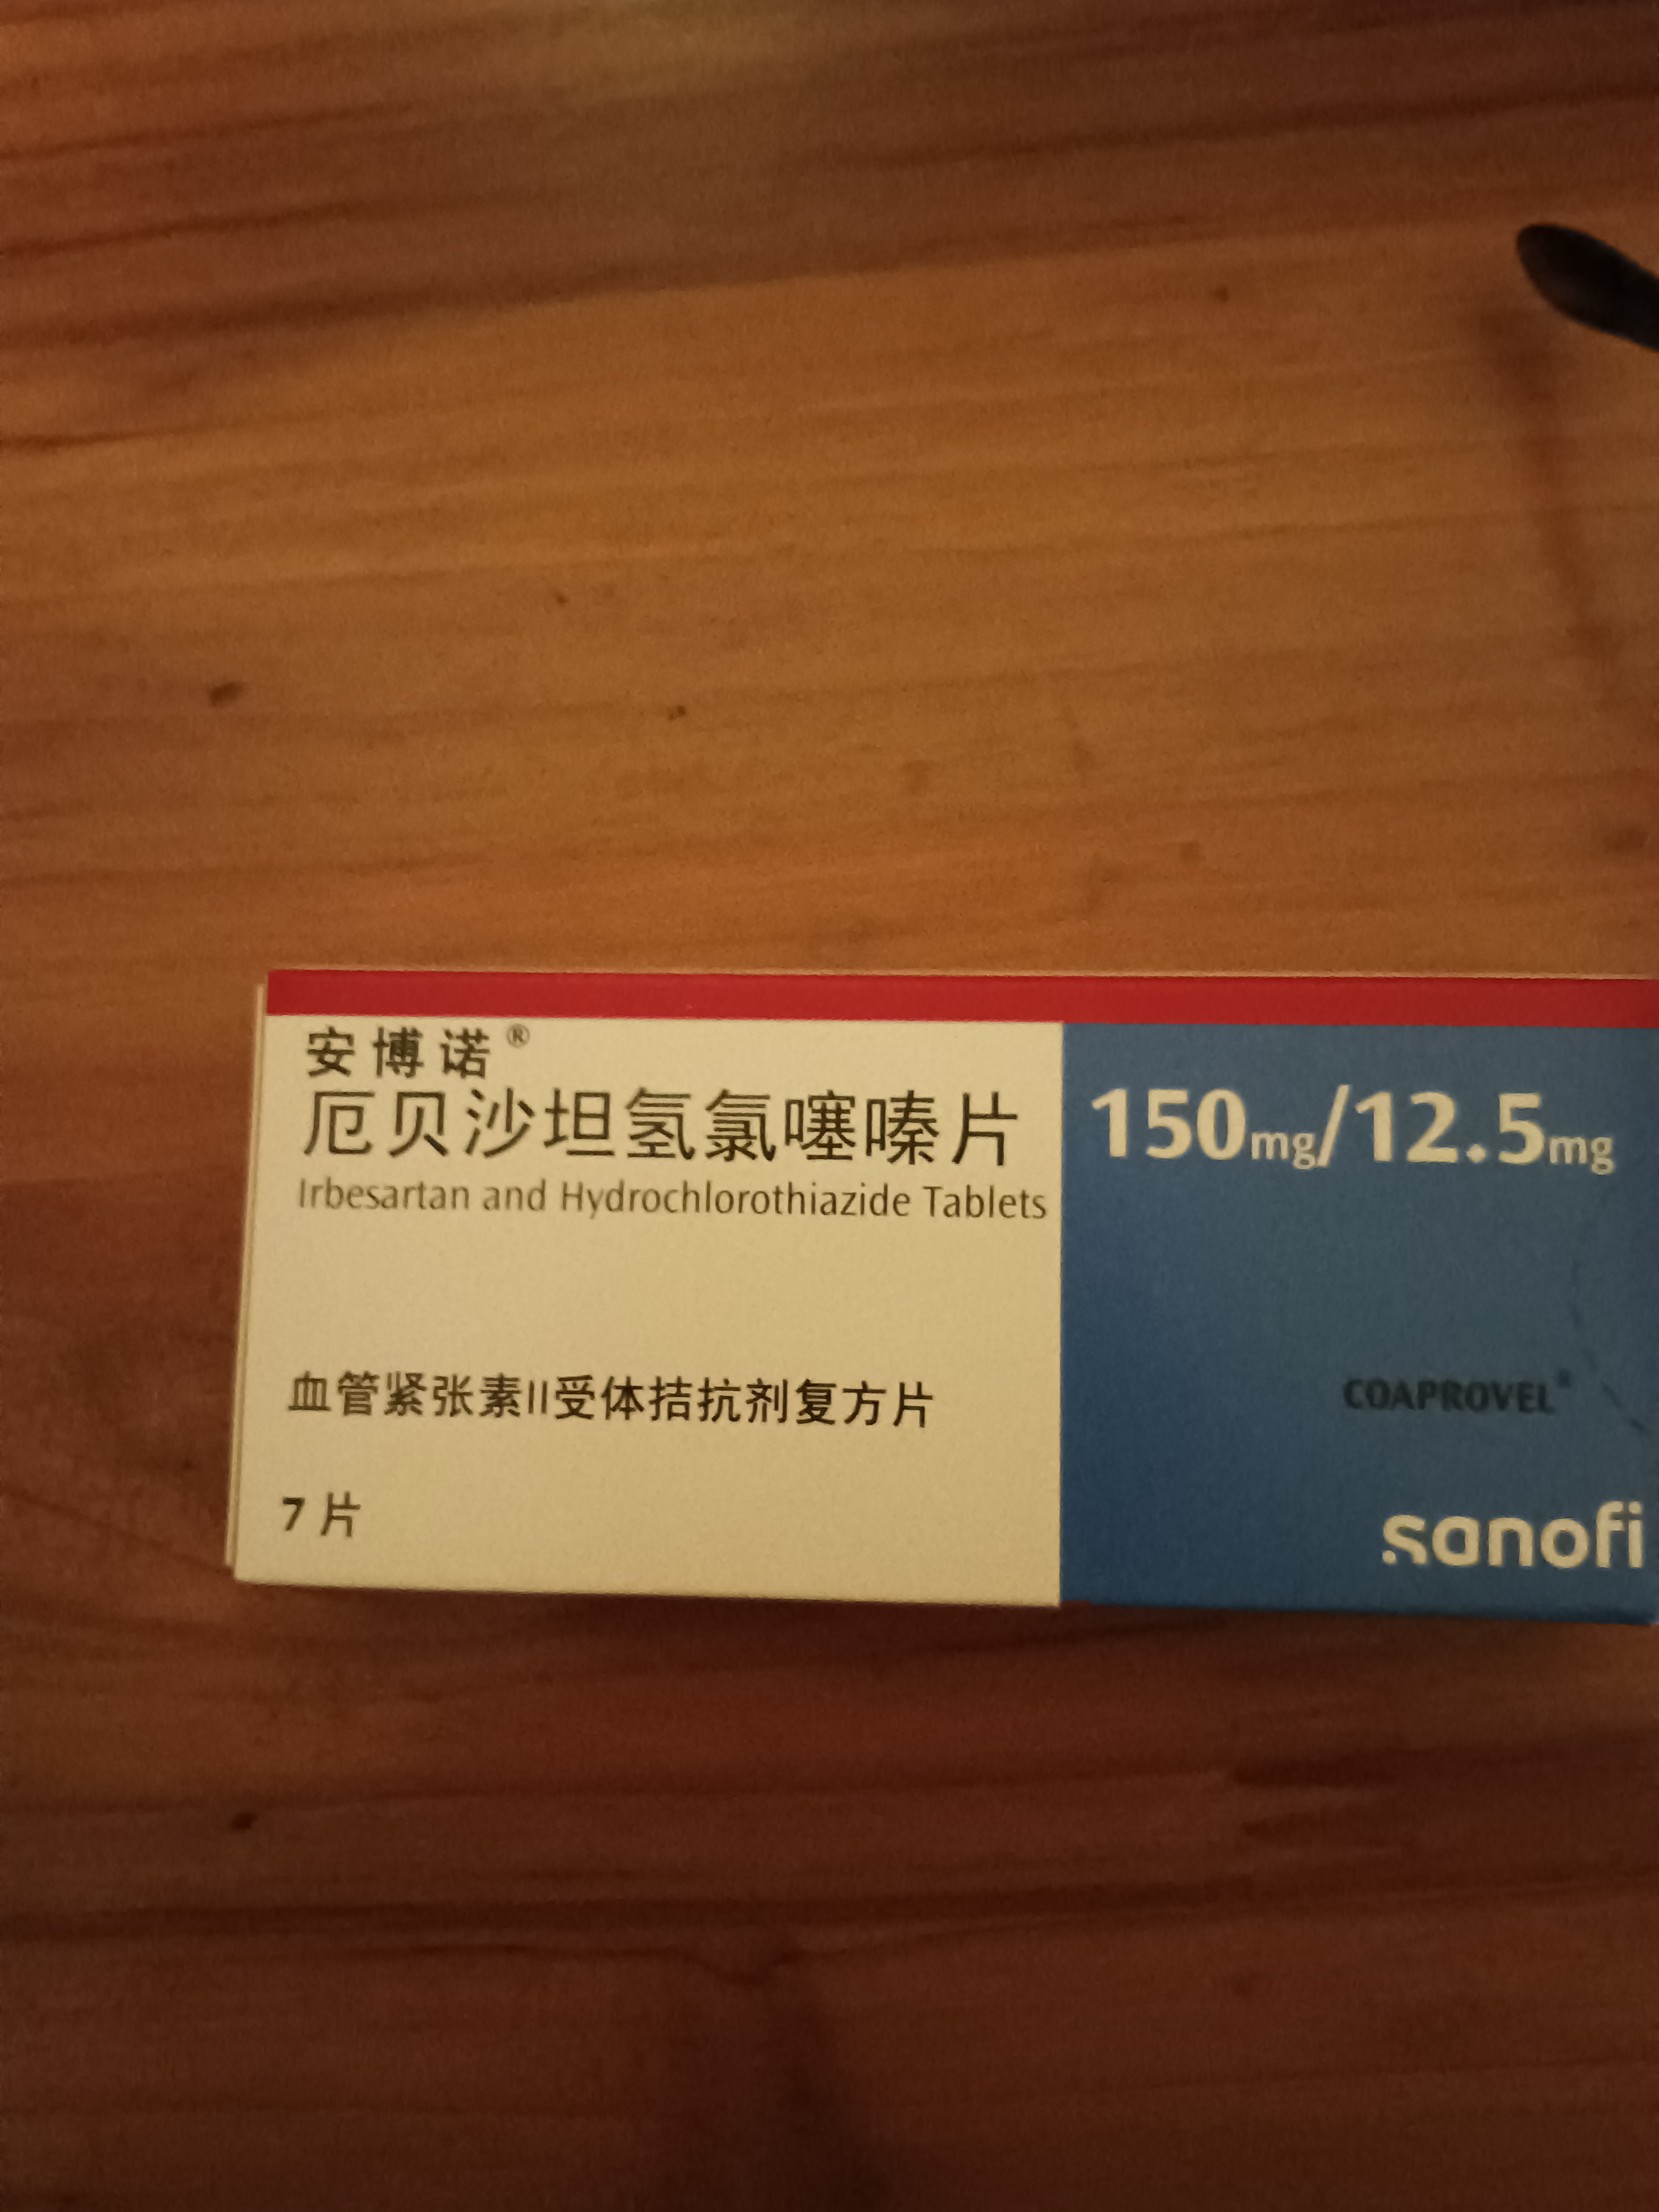 安博诺®
厄贝沙坦氢氯噻嗪片
Irbesartan and Hydrochlorothiazide Tablets
150mg/12.5mg
血管紧张素II受体拮抗剂复方片
COAPROVEL®
7 片
sanofi